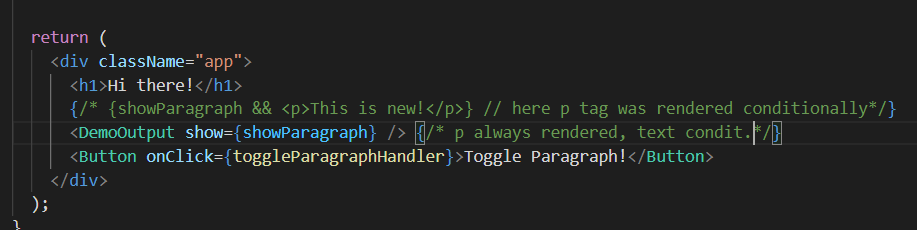 return (
<div className="app">
<h1>Hi there!</h1>
{/* {showParagraph && <p>This is new!</p>} // here p tag was rendered conditionally*/}
<DemoOutput show={showParagraph} /> {/* p always rendered, text condit.*/}
<Button onClick={toggleParagraphHandler}>Toggle Paragraph!</Button>
</div>
);
}